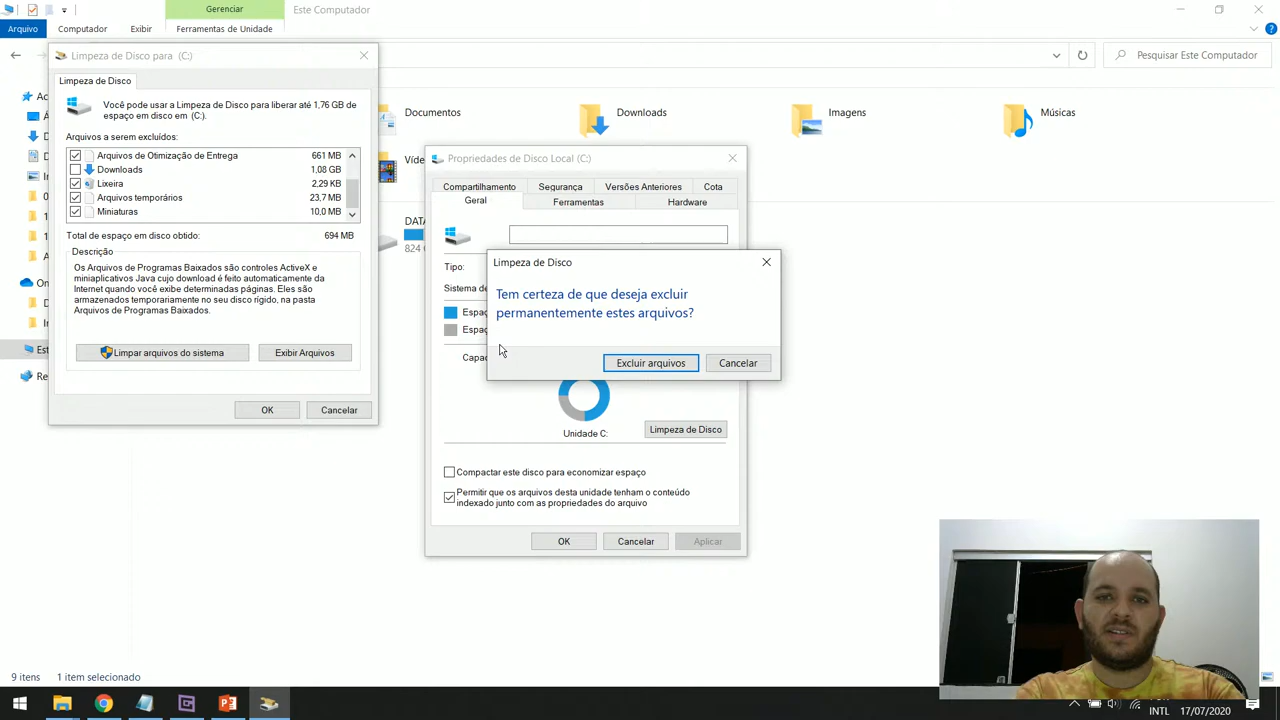 Gerenciar
Este Computador
Arquivo
Computador
Exibir
Ferramentas de Unidade
Pesquisar Este Computador
Limpeza de Disco para (C:)
Limpeza de Disco
Você pode usar a Limpeza de Disco para liberar até 1,76 GB de
espaço em disco em (C:).
Arquivos a serem excluídos:
Arquivos de Otimização de Entrega 661 MB
Downloads 1,08 GB
Lixeira 2,29 KB
Arquivos temporários 23,7 MB
Miniaturas 10,0 MB
Total de espaço em disco obtido: 694 MB
Descrição
Os Arquivos de Programas Baixados são controles ActiveX e
miniaplicativos Java cujo download é feito automaticamente da
Internet quando você exibe determinadas páginas. Eles são
armazenados temporariamente no seu disco rígido, na pasta
Arquivos de Programas Baixados.
Limpar arquivos do sistema
Exibir Arquivos
OK
Cancelar
Documentos
Downloads
Imagens
Músicas
Víde
DATA
824 G
Propriedades de Disco Local (C:)
Compartilhamento
Segurança
Versões Anteriores
Cota
Geral
Ferramentas
Hardware
Tipo:
Sistema de
Espaç
Espaç
Capac
Limpeza de Disco
Tem certeza de que deseja excluir
permanentemente estes arquivos?
Excluir arquivos
Cancelar
Unidade C:
Limpeza de Disco
Compactar este disco para economizar espaço
Permitir que os arquivos desta unidade tenham o conteúdo
indexado junto com as propriedades do arquivo
OK
Cancelar
Aplicar
9 itens
1 item selecionado
INTL
17/07/2020